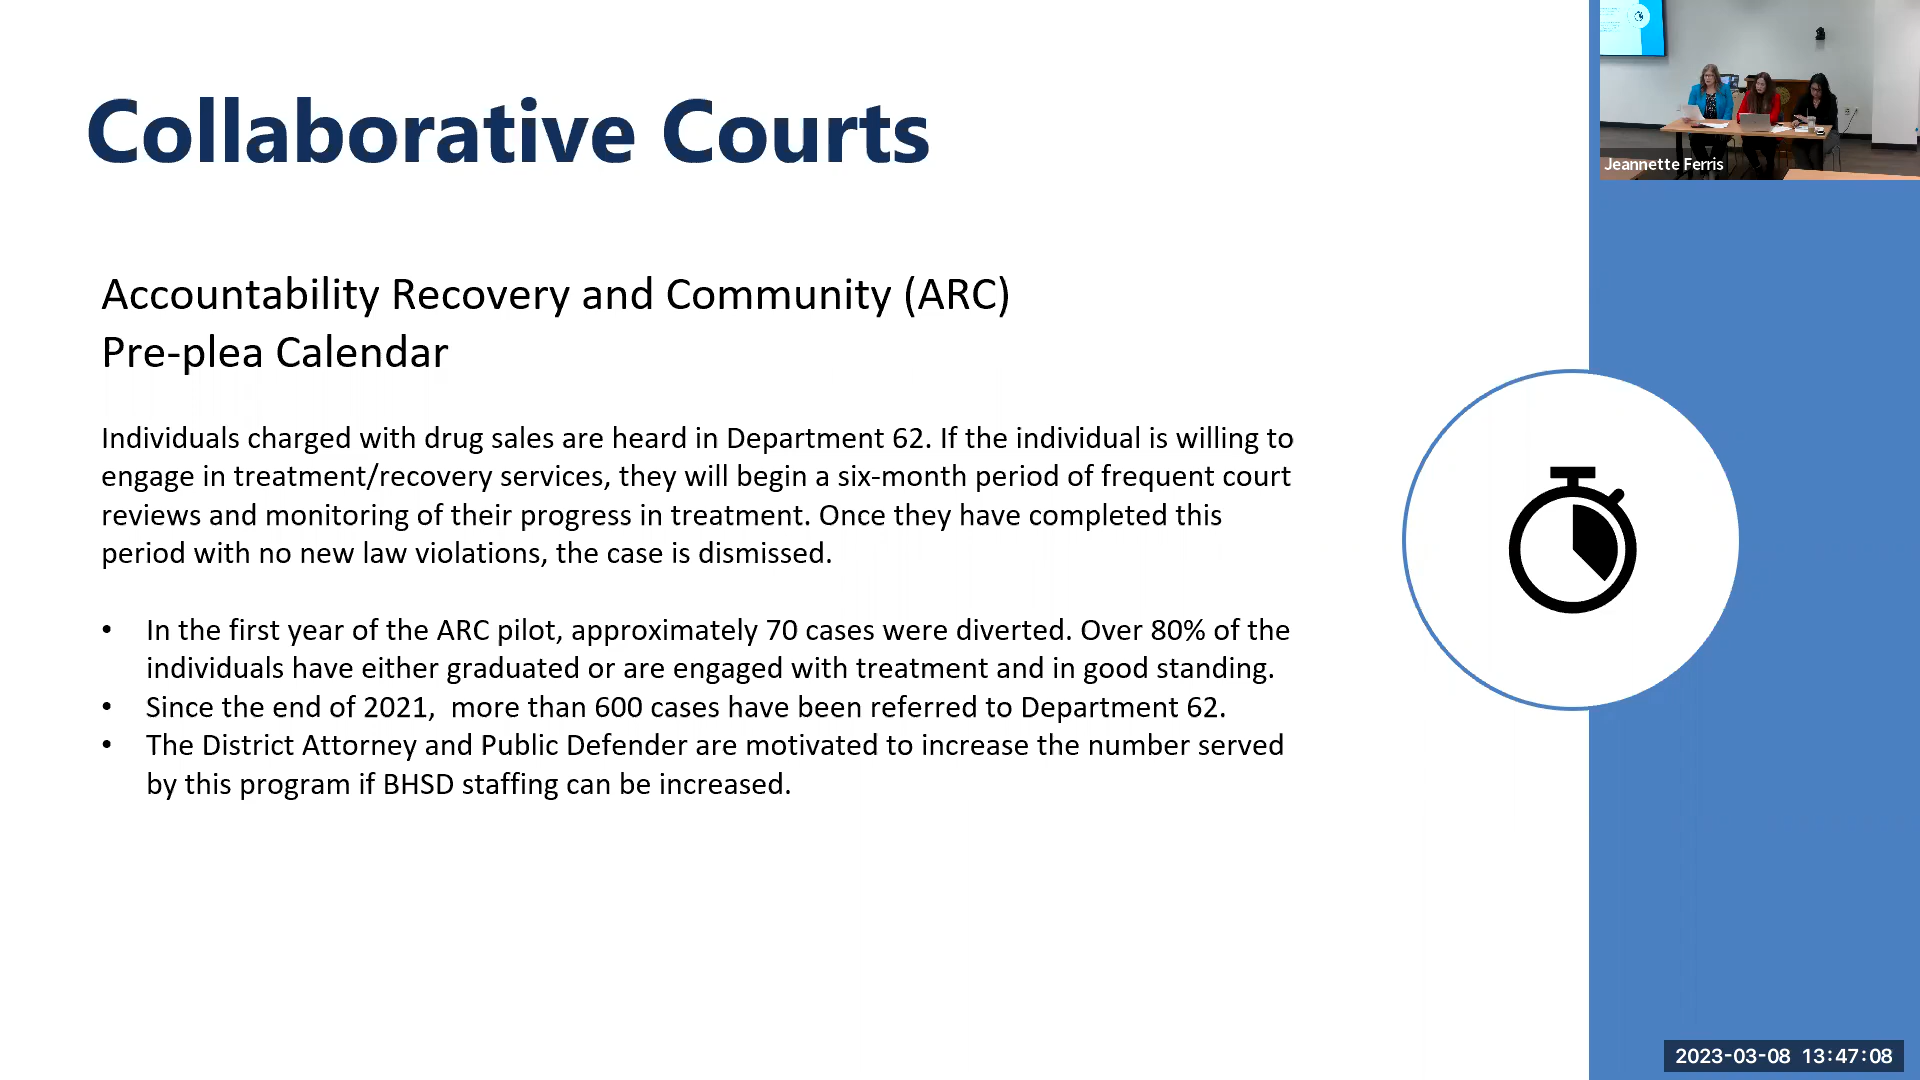 Collaborative Courts
Jeannette Ferris
Accountability Recovery and Community (ARC)
Pre-plea Calendar
Individuals charged with drug sales are heard in Department 62. If the individual is willing to
engage in treatment/recovery services, they will begin a six-month period of frequent court
reviews and monitoring of their progress in treatment. Once they have completed this
period with no new law violations, the case is dismissed.
• In the first year of the ARC pilot, approximately 70 cases were diverted. Over 80% of the
individuals have either graduated or are engaged with treatment and in good standing.
• Since the end of 2021,  more than 600 cases have been referred to Department 62.
• The District Attorney and Public Defender are motivated to increase the number served
by this program if BHSD staffing can be increased.
2023-03-08 13:47:08